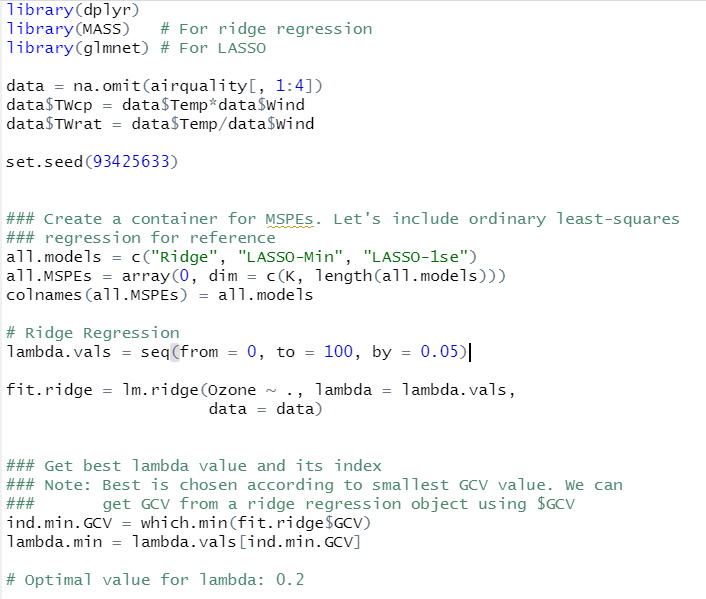 library(dplyr)
library(MASS)   # For ridge regression
library(glmnet) # For LASSO
data = na.omit(airquality[, 1:4])
data$TWcp = data$Temp*data$Wind
data$TWrat = data$Temp/data$Wind
set.seed(93425633)
### Create a container for MSPEs. Let's include ordinary least-squares
### regression for reference
all.models = c("Ridge", "LASSO-Min", "LASSO-1se")
all.MSPEs = array(0, dim = c(K, length(all.models)))
colnames(all.MSPEs) = all.models
# Ridge Regression
lambda.vals = seq(from = 0, to = 100, by = 0.05)
fit.ridge = lm.ridge(Ozone ~ ., lambda = lambda.vals,
                     data = data)
### Get best lambda value and its index
### Note: Best is chosen according to smallest GCV value. We can
###       get GCV from a ridge regression object using $GCV
ind.min.GCV = which.min(fit.ridge$GCV)
lambda.min = lambda.vals[ind.min.GCV]
# Optimal value for lambda: 0.2